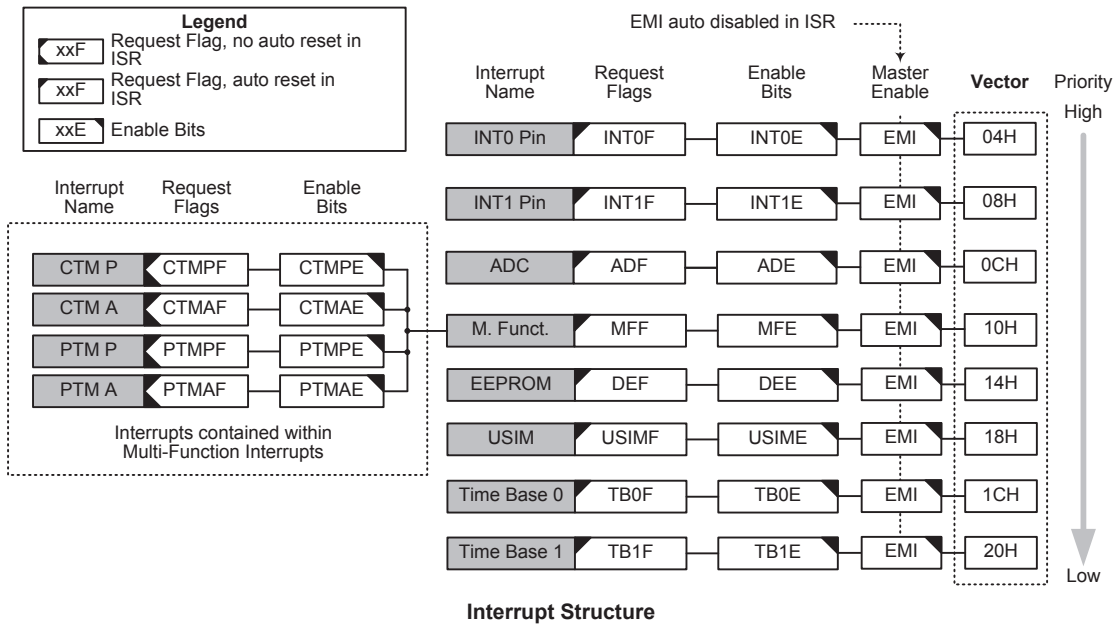 Legend
xxF Request Flag, no auto reset in
ISR
xxF Request Flag, auto reset in
ISR
xxE Enable Bits
EMI auto disabled in ISR
Interrupt Name Request Flags Enable Bits Master Enable Vector Priority
High
INT0 Pin INT0F INT0E EMI 04H
INT1 Pin INT1F INT1E EMI 08H
ADC ADF ADE EMI 0CH
M. Funct. MFF MFE EMI 10H
EEPROM DEF DEE EMI 14H
USIM USIMF USIME EMI 18H
Time Base 0 TB0F TB0E EMI 1CH
Time Base 1 TB1F TB1E EMI 20H
Low
Interrupt Name Request Flags Enable Bits
CTM P CTMPF CTMPE
CTM A CTMAF CTMAE
PTM P PTMPF PTMPE
PTM A PTMAF PTMAE
Interrupts contained within
Multi-Function Interrupts
Interrupt Structure